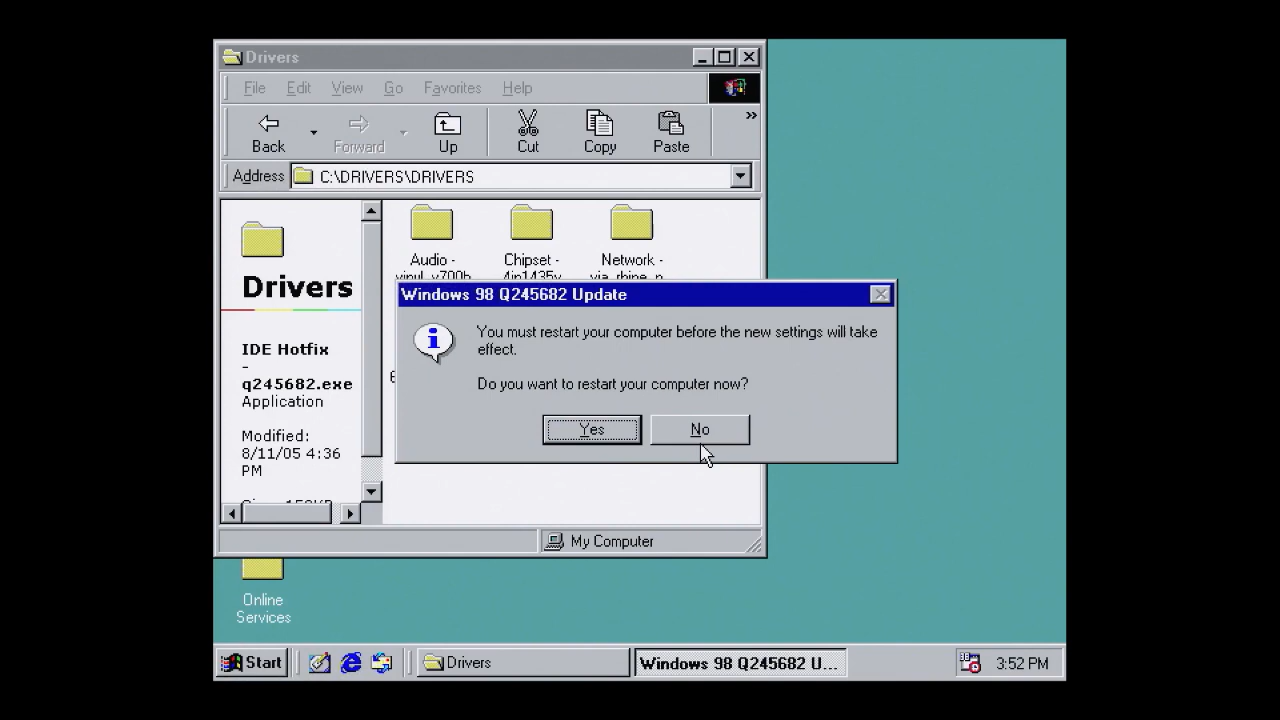 Drivers
File Edit View Go Favorites Help
Back Forward Up Cut Copy Paste »
Address C:\DRIVERS\DRIVERS
Drivers
IDE Hotfix
-
q245682.exe
Application
Modified:
8/11/05 4:36
PM
Audio -
Chipset -
Network -
Windows 98 Q245682 Update
You must restart your computer before the new settings will take
effect.
Do you want to restart your computer now?
Yes No
My Computer
Online
Services
Start Drivers Windows 98 Q245682 U... 3:52 PM